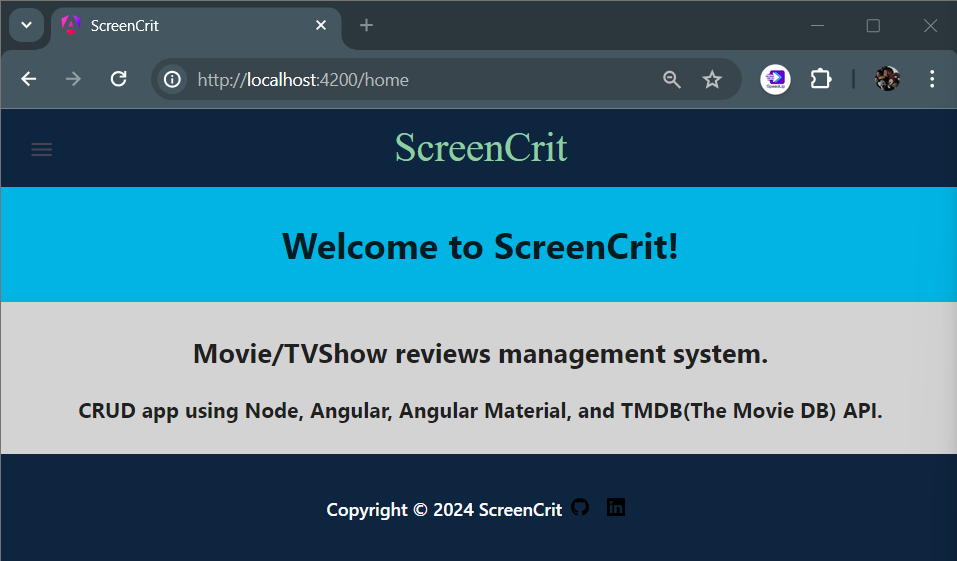 ScreenCrit
http://localhost:4200/home
ScreenCrit
Welcome to ScreenCrit!
Movie/TVShow reviews management system.
CRUD app using Node, Angular, Angular Material, and TMDB(The Movie DB) API.
Copyright © 2024 ScreenCrit